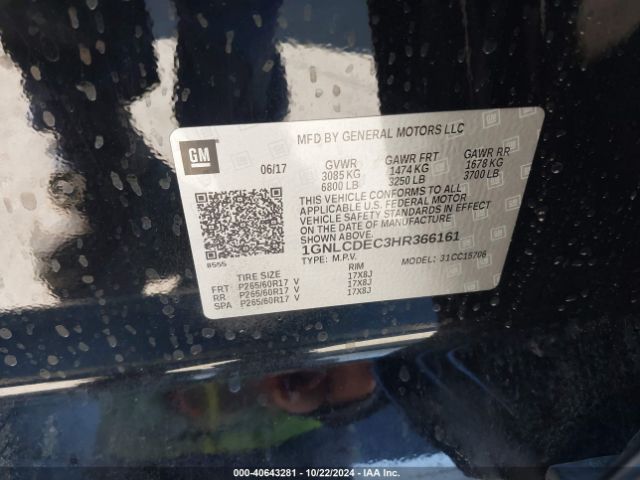 MFD BY GENERAL MOTORS LLC
GM
06/17 GVWR GAWR FRT GAWR RR
3085 KG 1474 KG 1678 KG
6800 LB 3250 LB 3700 LB
THIS VEHICLE CONFORMS TO ALL
APPLICABLE U.S. FEDERAL MOTOR
VEHICLE SAFETY STANDARDS IN EFFECT
ON THE DATE OF MANUFACTURE
SHOWN ABOVE.
1GNLCDEC3HR366161
8555
TYPE: M.P.V. MODEL: 31CC15706
TIRE SIZE RIM
FRT P265/60R17 V 17X8J
RR P265/60R17 V 17X8J
SPA P265/60R17 V 17X8J
000-40643281 - 10/22/2024 - IAA Inc.